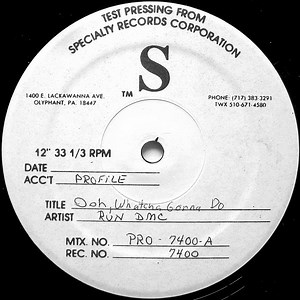 TEST PRESSING FROM
SPECIALTY RECORDS CORPORATION
S
TM
1400 E. LACKAWANNA AVE.
OLYPHANT, PA. 18447
PHONE: (717) 383-3291
TWX 510-671-4580
12" 33 1/3 RPM
DATE
ACC'T PROFILE
TITLE Ooh, Whatcha Gonna Do
ARTIST RUN DMC
MTX. NO. PRO-7400-A
REC. NO. 7400